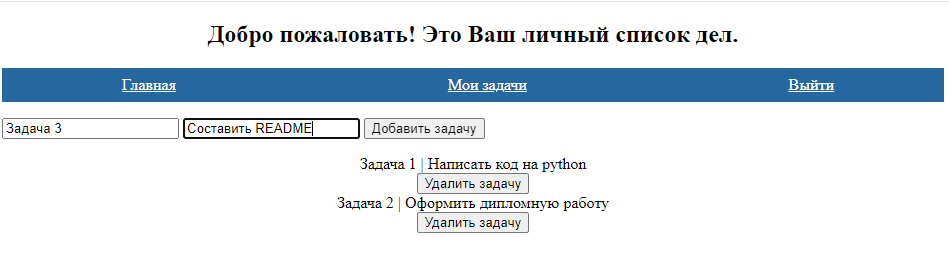 Добро пожаловать! Это Ваш личный список дел.
Главная Мои задачи Выйти
Задача 3 Составить README Добавить задачу
Задача 1 | Написать код на python
Удалить задачу
Задача 2 | Оформить дипломную работу
Удалить задачу